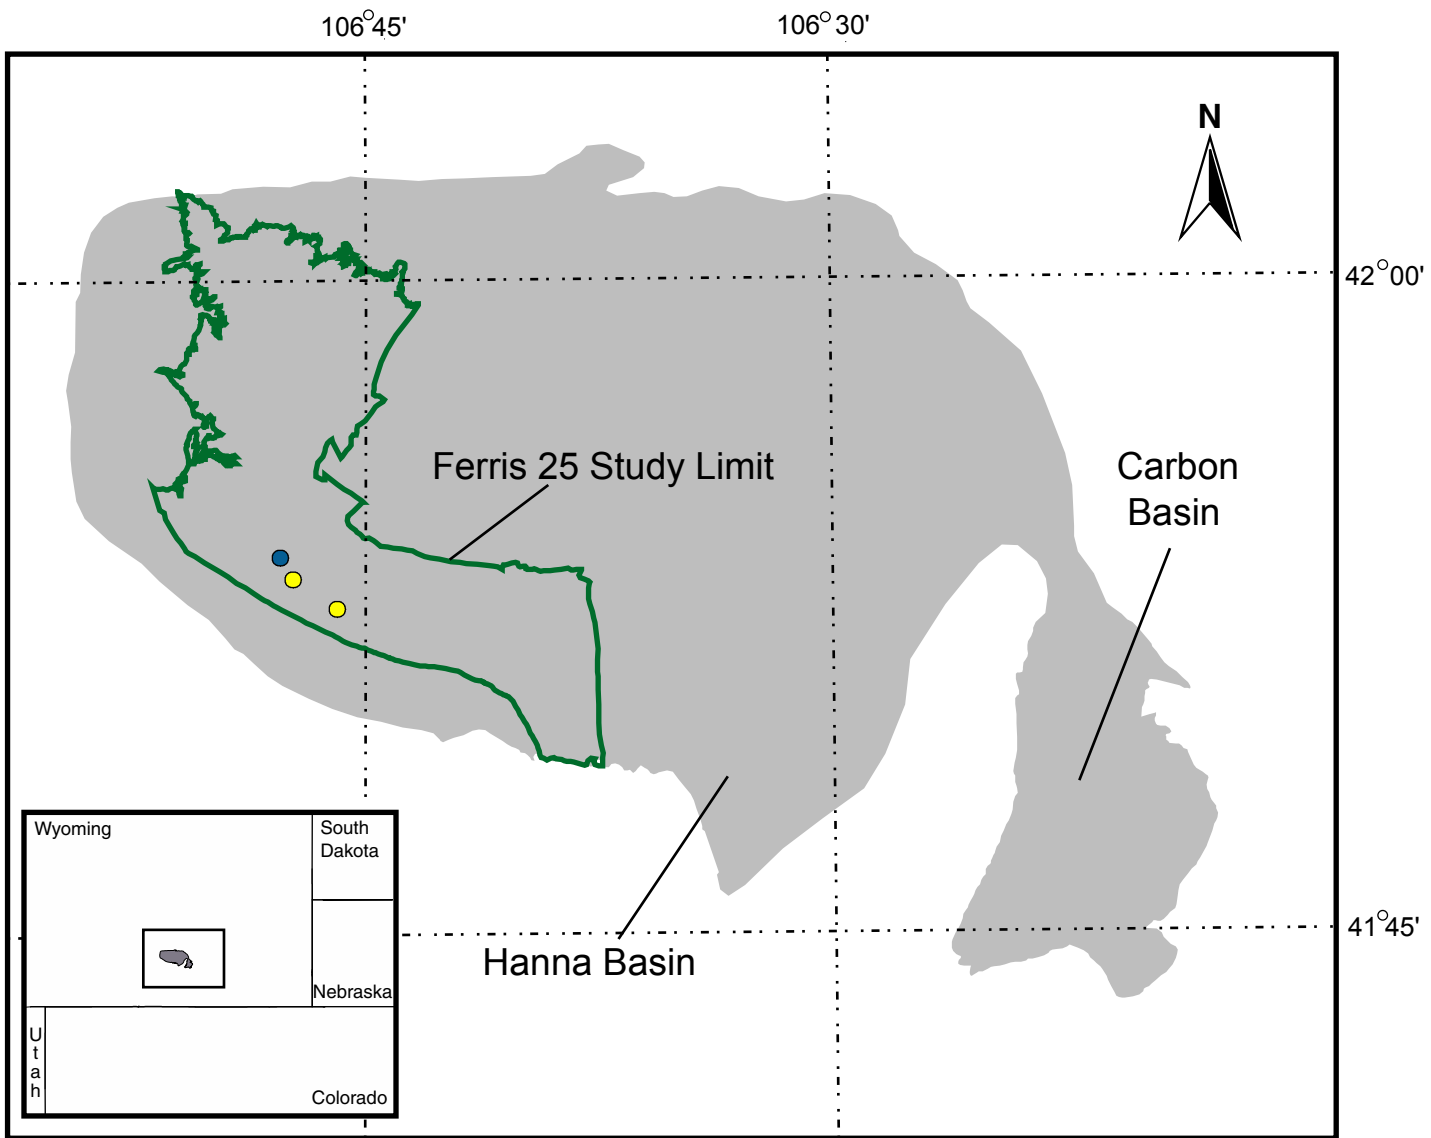 106°45'
106°30'
N
42°00'
Ferris 25 Study Limit
Carbon
Basin
Wyoming
South
Dakota
Nebraska
Utah
Colorado
Hanna Basin
41°45'